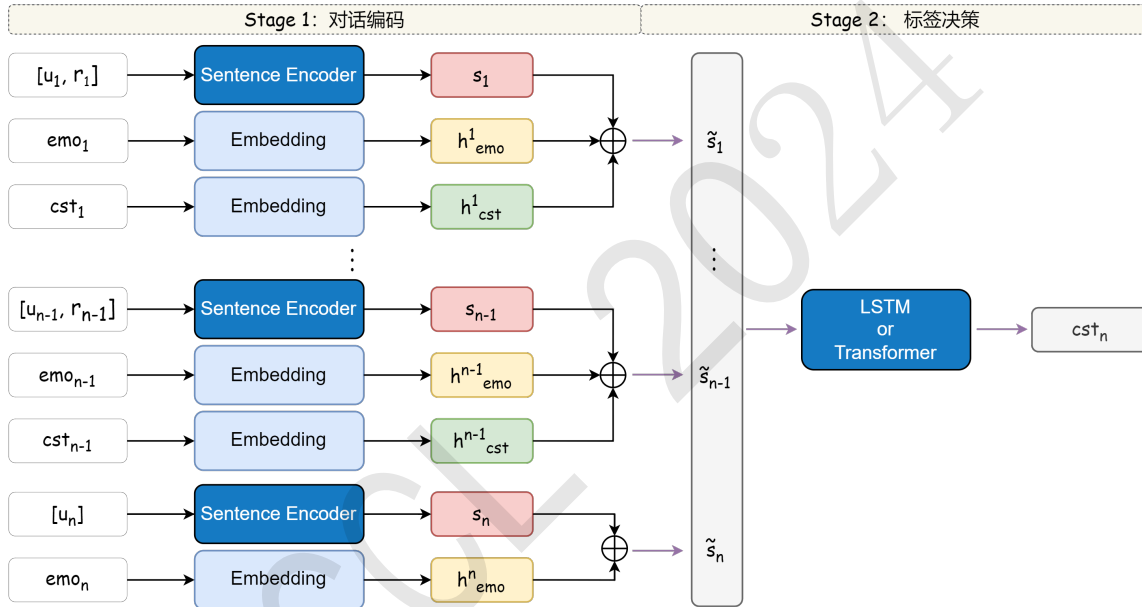 Stage 1：对话编码
Stage 2： 标签决策
[u₁, r₁]
Sentence Encoder
s₁
emo₁
Embedding
h¹emo
s̃₁
cst₁
Embedding
h¹cst
⋮
⋮
[uₙ₋₁, rₙ₋₁]
Sentence Encoder
sₙ₋₁
LSTM
or
Transformer
cstₙ
emoₙ₋₁
Embedding
hⁿ⁻¹emo
s̃ₙ₋₁
cstₙ₋₁
Embedding
hⁿ⁻¹cst
[uₙ]
Sentence Encoder
sₙ
s̃ₙ
emoₙ
Embedding
hⁿemo
CCL 2024